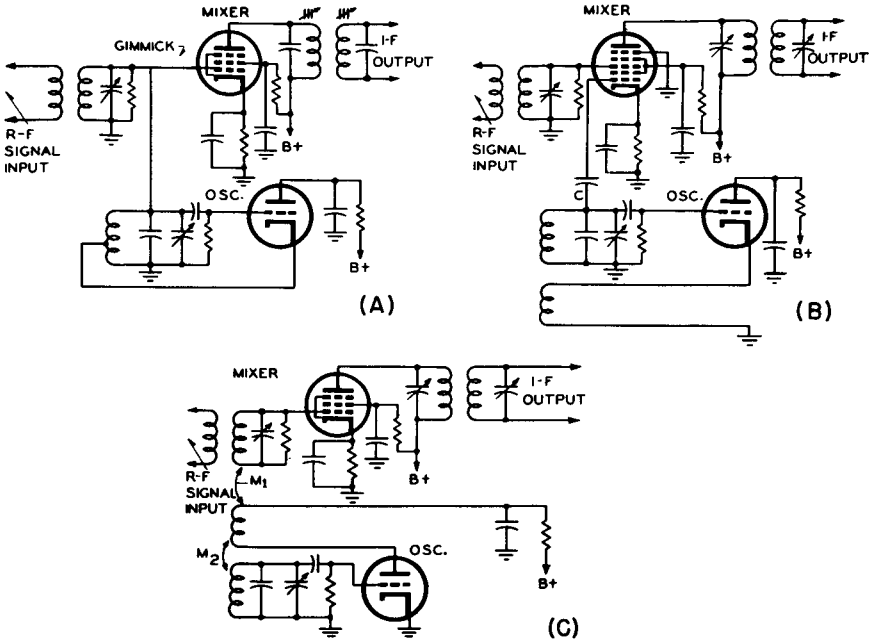 MIXER
GIMMICK
I-F
OUTPUT
R-F
SIGNAL
INPUT
B+
OSC.
B+
(A)
MIXER
I-F
OUTPUT
R-F
SIGNAL
INPUT
B+
C
OSC.
B+
(B)
MIXER
I-F
OUTPUT
R-F
SIGNAL
INPUT
B+
M1
M2
OSC.
B+
(C)